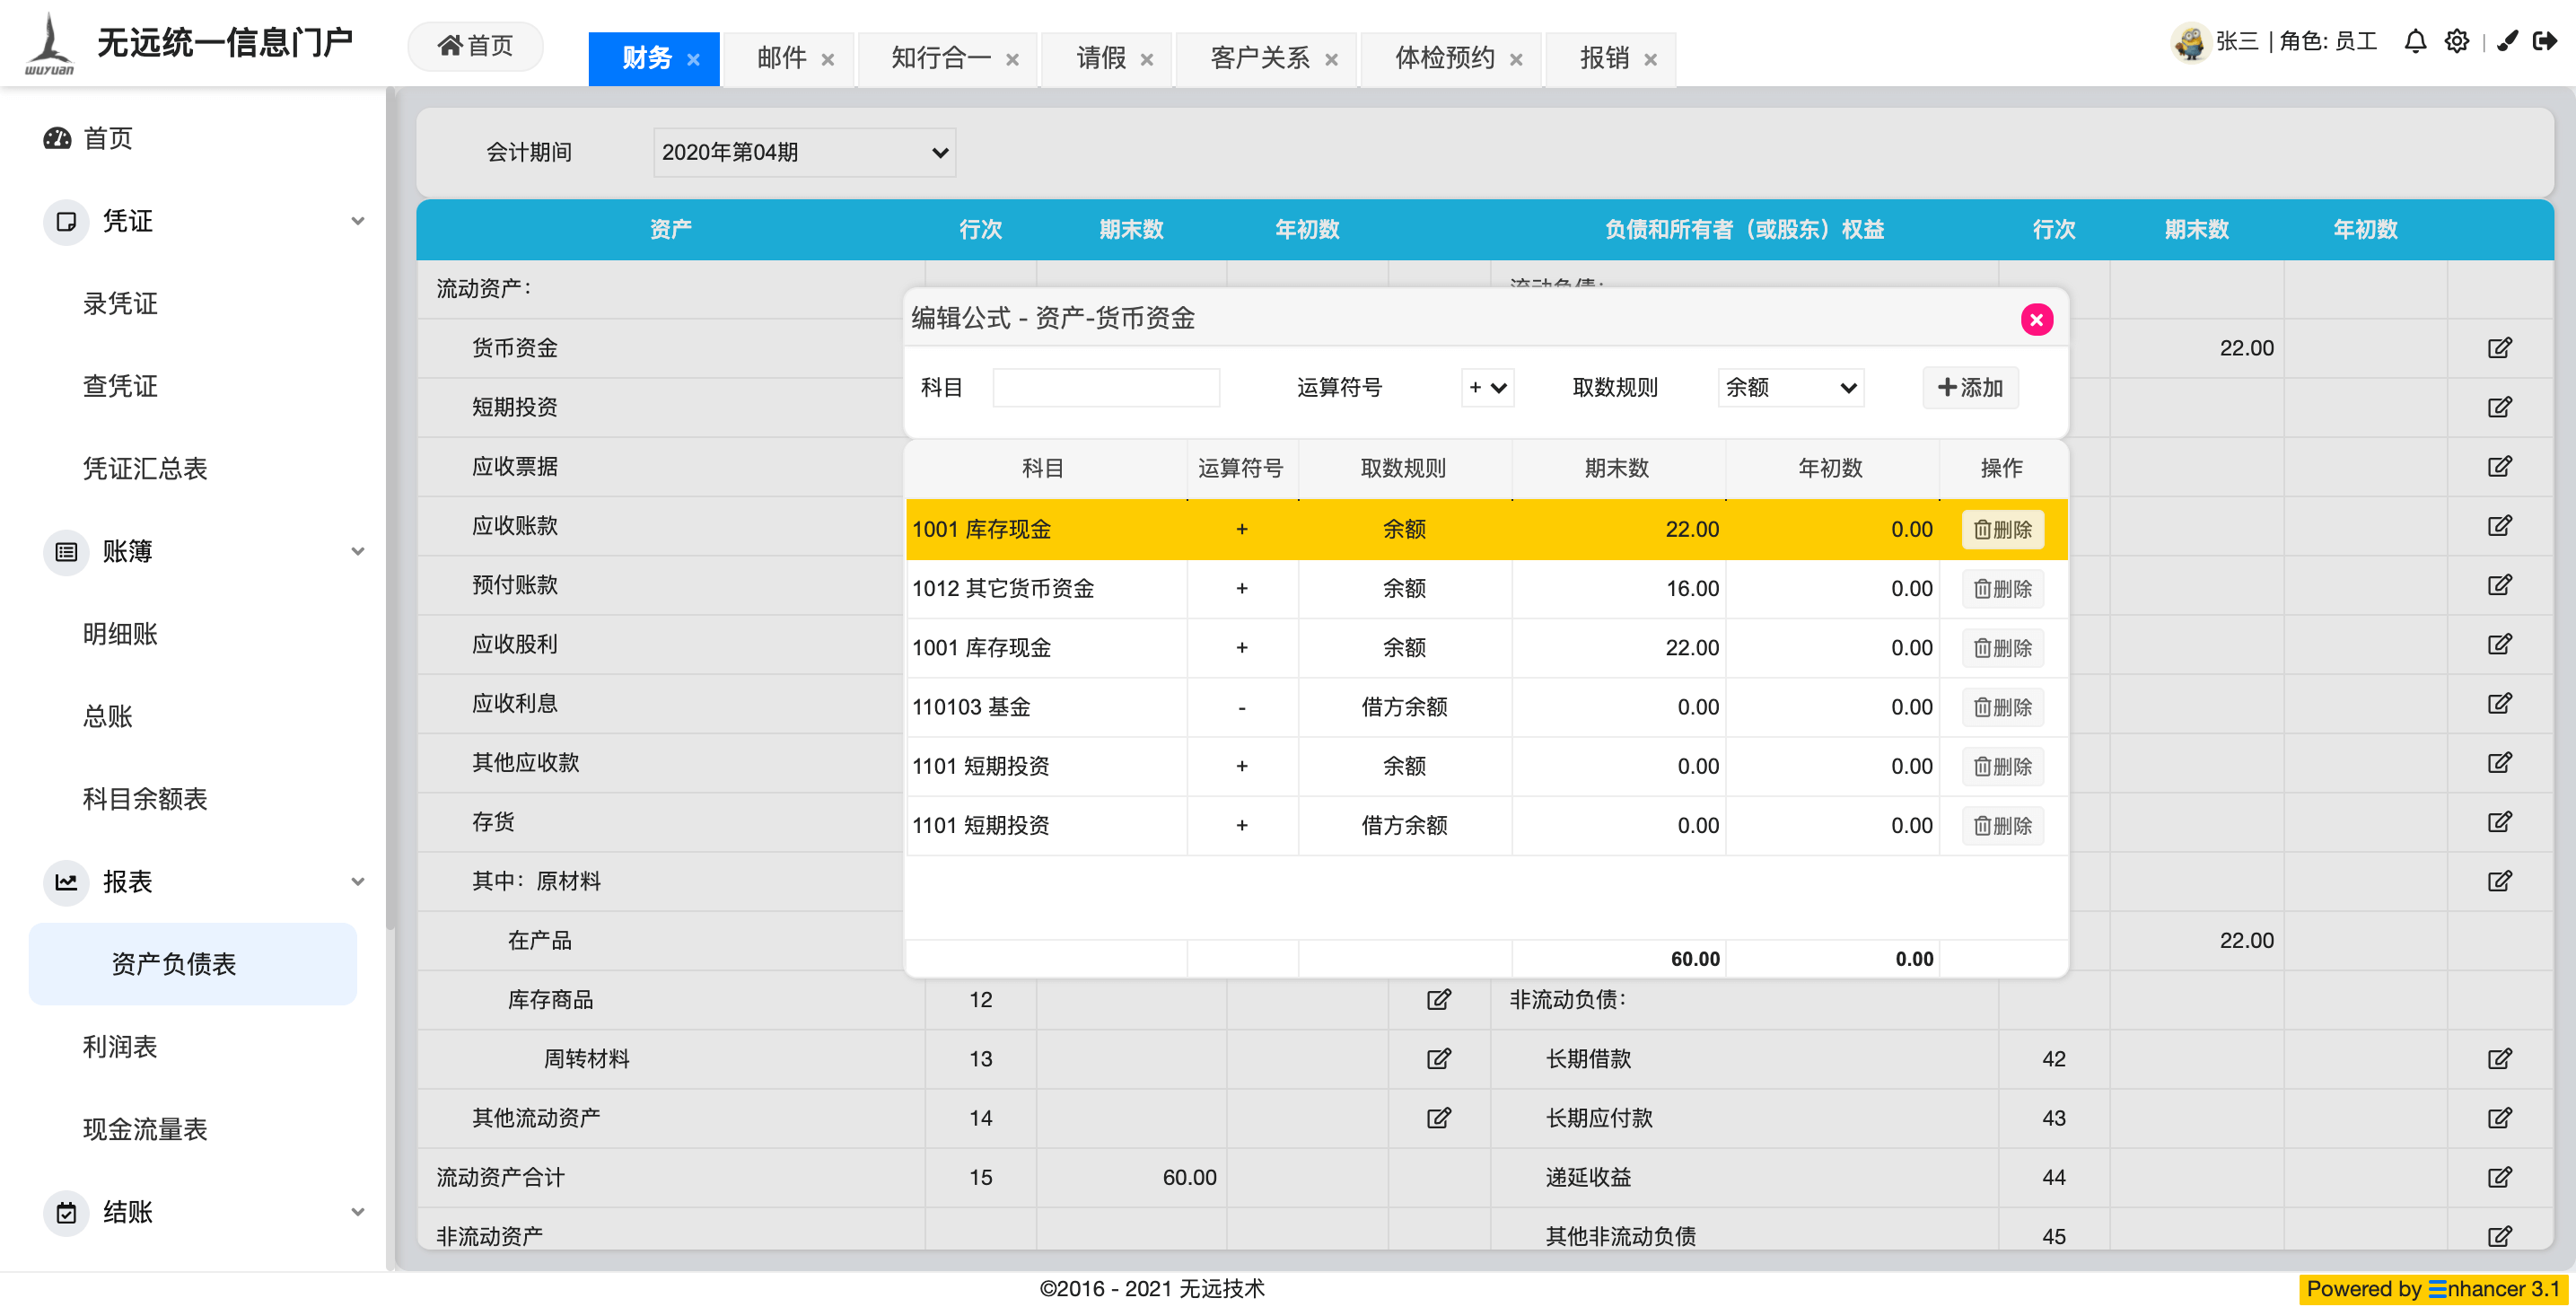 WUYUAN 无远统一信息门户 首页 财务 × 邮件 × 知行合一 × 请假 × 客户关系 × 体检预约 × 报销 × 张三 | 角色: 员工 |
首页
凭证
录凭证
查凭证
凭证汇总表
账簿
明细账
总账
科目余额表
报表
资产负债表
利润表
现金流量表
结账
会计期间 2020年第04期
资产 行次 期末数 年初数 负债和所有者（或股东）权益 行次 期末数 年初数
流动资产：
货币资金 22.00
短期投资
应收票据
应收账款
预付账款
应收股利
应收利息
其他应收款
存货
其中：原材料
在产品 22.00
库存商品 12 非流动负债：
周转材料 13 长期借款 42
其他流动资产 14 长期应付款 43
流动资产合计 15 60.00 递延收益 44
非流动资产 其他非流动负债 45
编辑公式 - 资产-货币资金
科目 运算符号 + 取数规则 余额 +添加
科目 运算符号 取数规则 期末数 年初数 操作
1001 库存现金 + 余额 22.00 0.00 删除
1012 其它货币资金 + 余额 16.00 0.00 删除
1001 库存现金 + 余额 22.00 0.00 删除
110103 基金 - 借方余额 0.00 0.00 删除
1101 短期投资 + 余额 0.00 0.00 删除
1101 短期投资 + 借方余额 0.00 0.00 删除
60.00 0.00
©2016 - 2021 无远技术
Powered by Enhancer 3.1